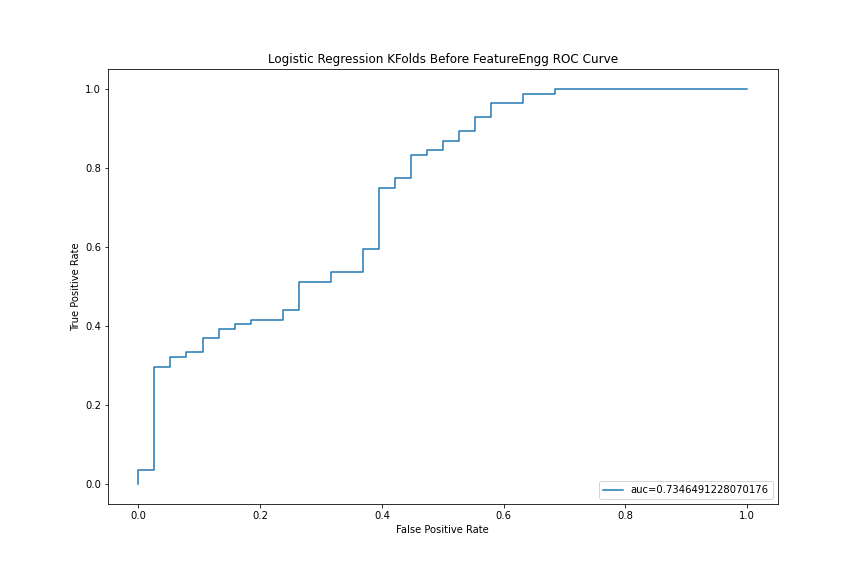 Logistic Regression KFolds Before FeatureEngg ROC Curve
1.0
0.8
0.6
0.4
0.2
0.0
True Positive Rate
auc=0.7346491228070176
0.0 0.2 0.4 0.6 0.8 1.0
False Positive Rate